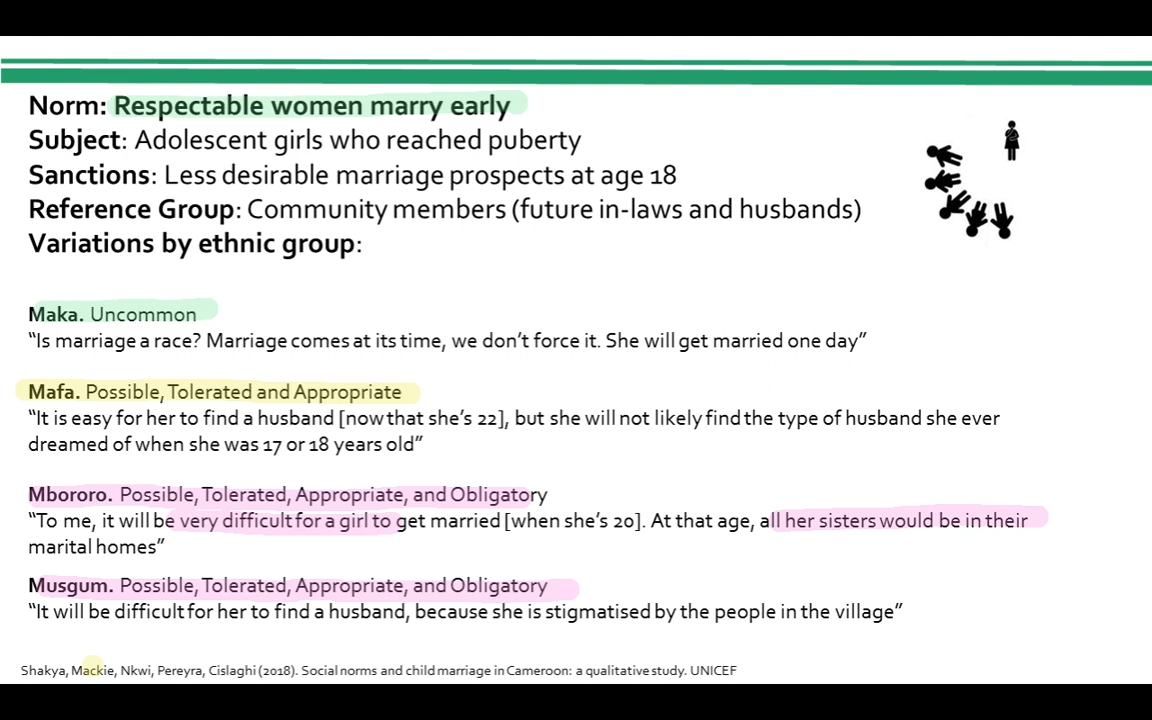 Norm: Respectable women marry early
Subject: Adolescent girls who reached puberty
Sanctions: Less desirable marriage prospects at age 18
Reference Group: Community members (future in-laws and husbands)
Variations by ethnic group:
Maka. Uncommon
“Is marriage a race? Marriage comes at its time, we don’t force it. She will get married one day”
Mafa. Possible, Tolerated and Appropriate
“It is easy for her to find a husband [now that she’s 22], but she will not likely find the type of husband she ever
dreamed of when she was 17 or 18 years old”
Mbororo. Possible, Tolerated, Appropriate, and Obligatory
“To me, it will be very difficult for a girl to get married [when she’s 20]. At that age, all her sisters would be in their
marital homes”
Musgum. Possible, Tolerated, Appropriate, and Obligatory
“It will be difficult for her to find a husband, because she is stigmatised by the people in the village”
Shakya, Mackie, Nkwi, Pereyra, Cislaghi (2018). Social norms and child marriage in Cameroon: a qualitative study. UNICEF